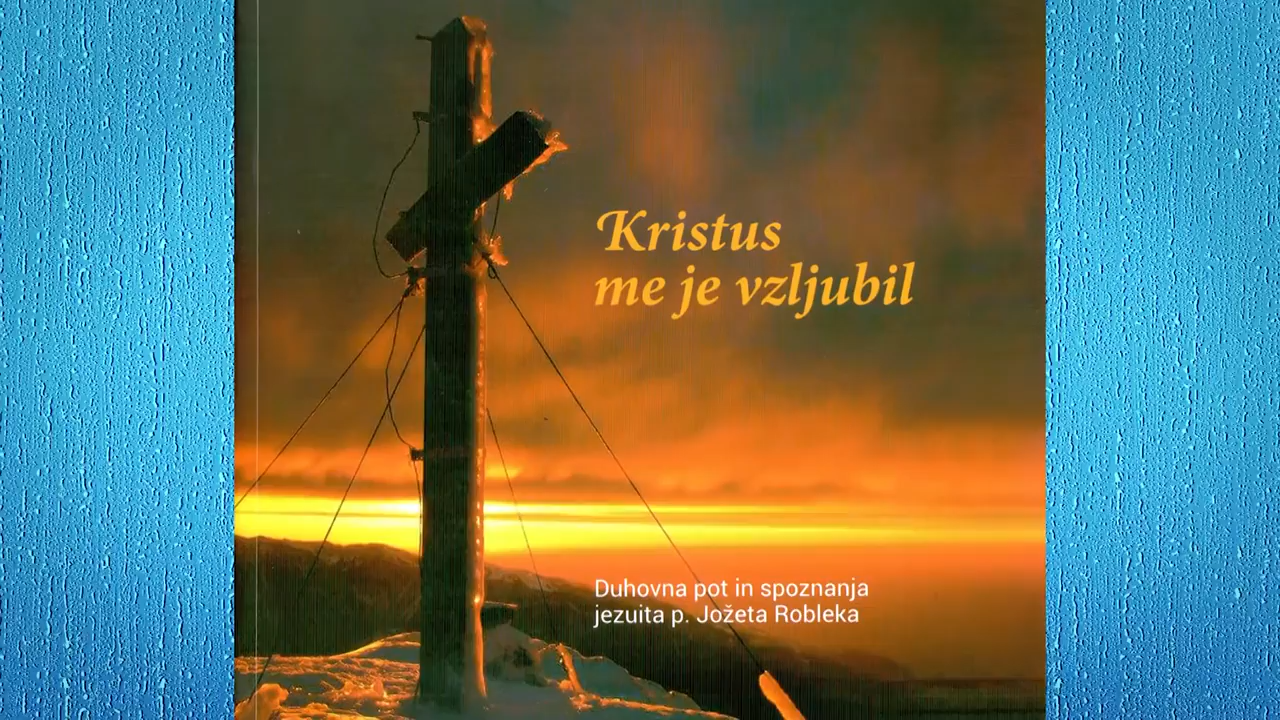 Kristus
me je vzljubil
Duhovna pot in spoznanja
jezuita p. Jožeta Robleka